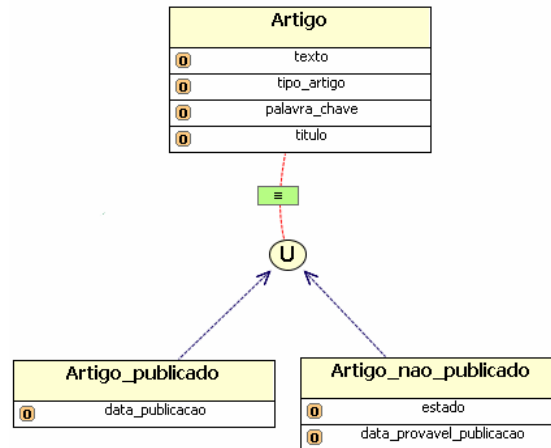 Artigo
O texto
O tipo_artigo
O palavra_chave
O titulo
≡
U
Artigo_publicado
O data_publicacao
Artigo_nao_publicado
O estado
O data_provavel_publicacao